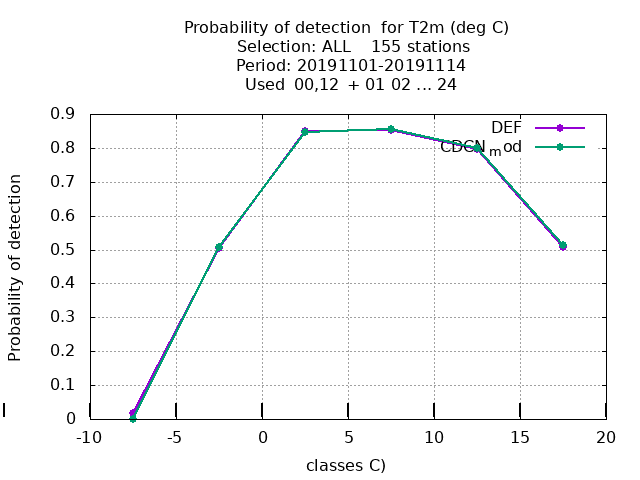 Probability of detection  for T2m (deg C)
Selection: ALL    155 stations
Period: 20191101-20191114
Used  00,12  + 01 02 ... 24
Probability of detection
0.9
0.8
0.7
0.6
0.5
0.4
0.3
0.2
0.1
0
DEF
CDCN_mod
-10 -5 0 5 10 15 20
classes C)